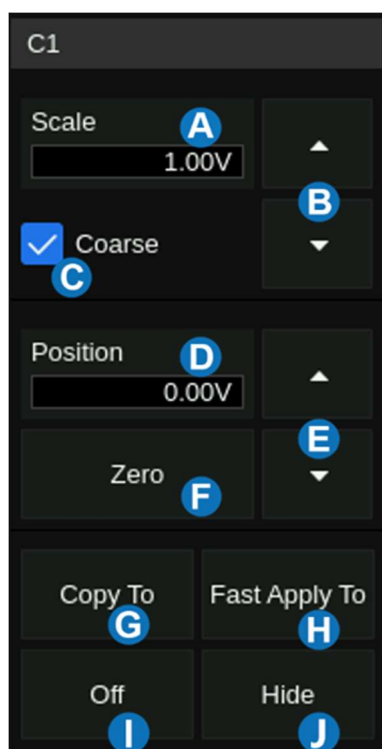 C1
Scale
A
1.00V
B
Coarse
C
Position
D
0.00V
E
Zero
F
Copy To
G
Fast Apply To
H
Off
I
Hide
J